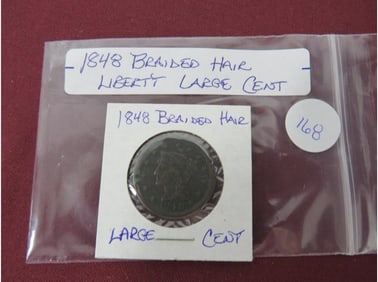 1848 BRAIDED HAIR
LIBERTY LARGE CENT
168
1848 BRAIDED HAIR
LARGE CENT